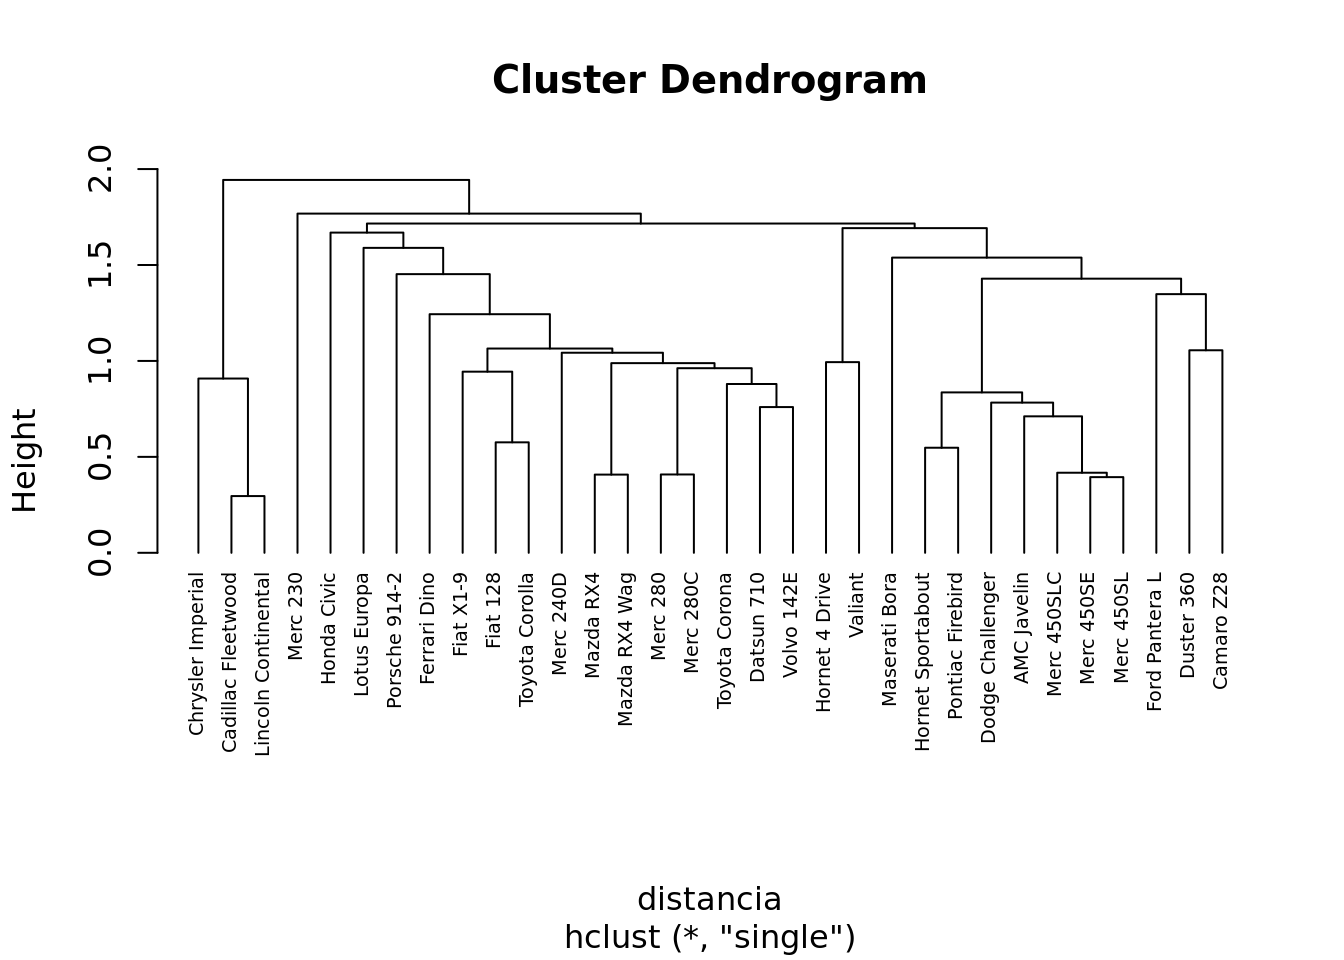 Cluster Dendrogram
Height
2.0
1.5
1.0
0.5
0.0
Chrysler Imperial
Cadillac Fleetwood
Lincoln Continental
Merc 230
Honda Civic
Lotus Europa
Porsche 914-2
Ferrari Dino
Fiat X1-9
Fiat 128
Toyota Corolla
Merc 240D
Mazda RX4
Mazda RX4 Wag
Merc 280
Merc 280C
Toyota Corona
Datsun 710
Volvo 142E
Hornet 4 Drive
Valiant
Maserati Bora
Hornet Sportabout
Pontiac Firebird
Dodge Challenger
AMC Javelin
Merc 450SLC
Merc 450SE
Merc 450SL
Ford Pantera L
Duster 360
Camaro Z28
distancia
hclust (*, "single")